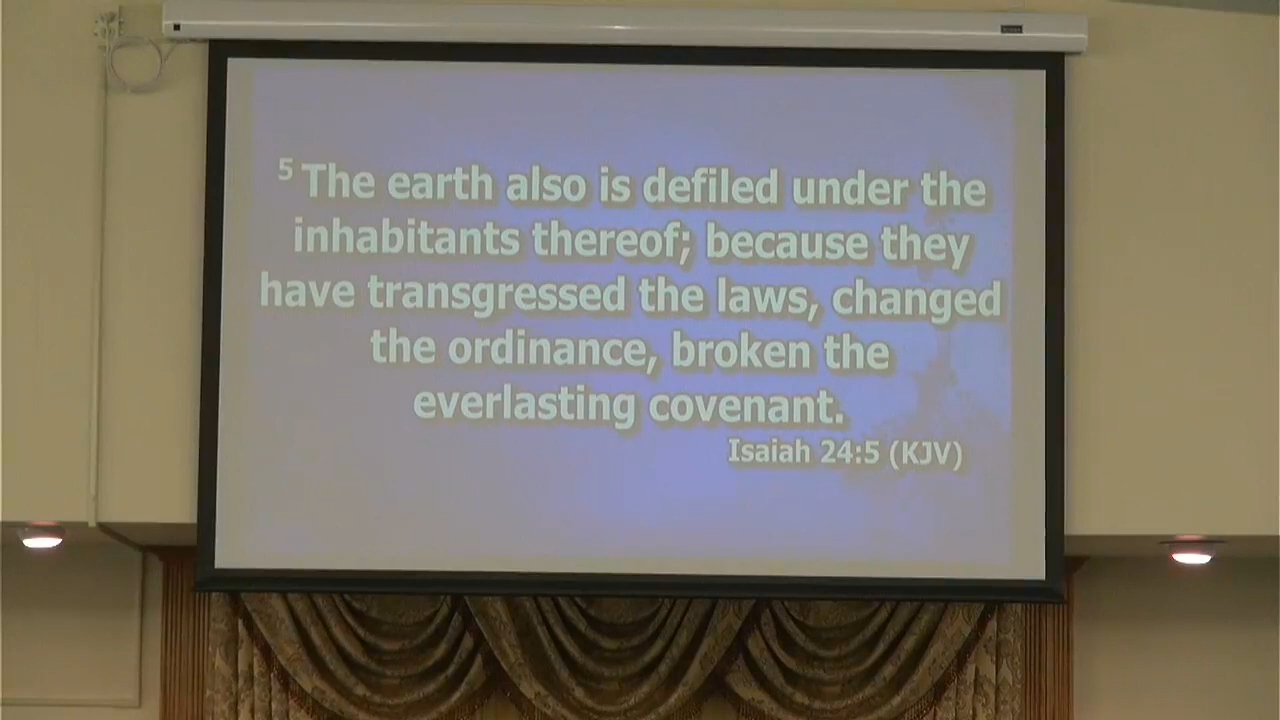 5 The earth also is defiled under the
inhabitants thereof; because they
have transgressed the laws, changed
the ordinance, broken the
everlasting covenant.
Isaiah 24:5 (KJV)